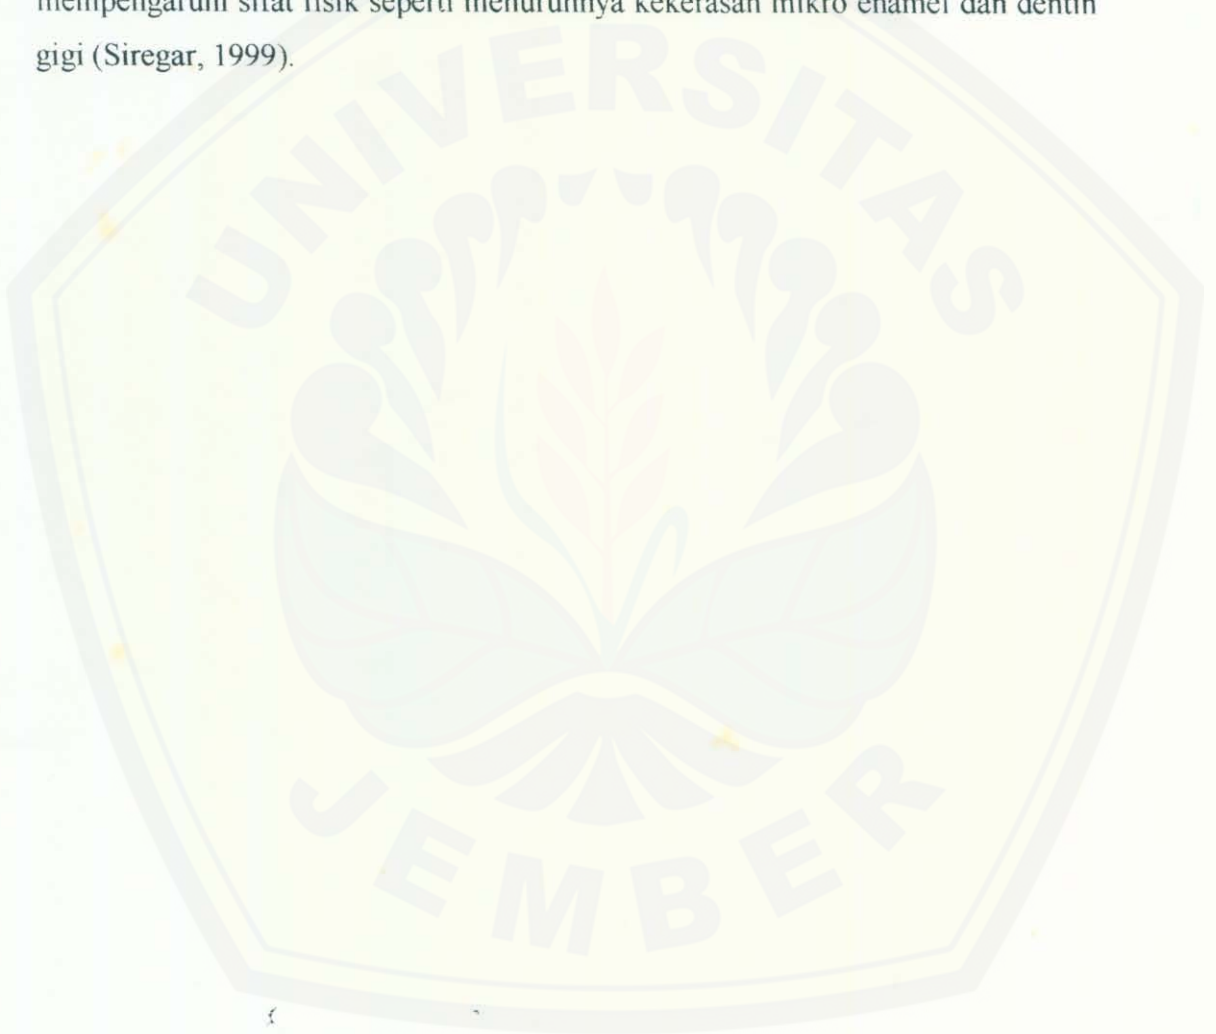 mempengaruhi sifat fisik seperti menurunnya kekerasan mikro enamel dan dentin
gigi (Siregar, 1999).
UNIVERSITAS
JEMBER